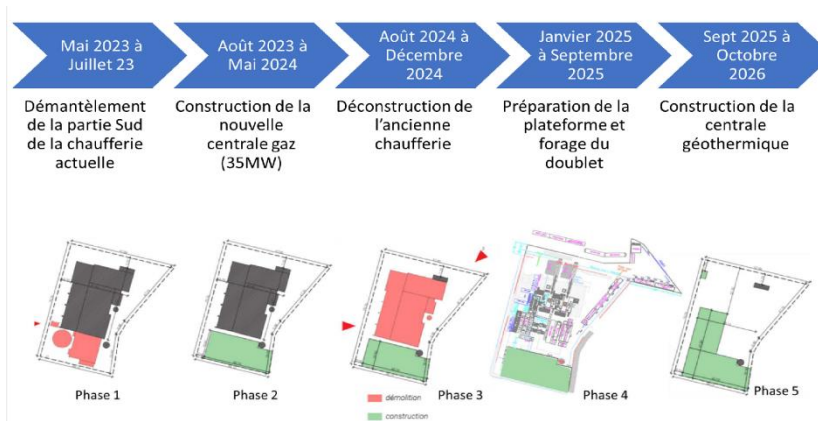 Mai 2023 à
Juillet 23
Août 2023 à
Mai 2024
Août 2024 à
Décembre
2024
Janvier 2025
à Septembre
2025
Sept 2025 à
Octobre
2026
Démantèlement
de la partie Sud
de la chaufferie
actuelle
Construction de la
nouvelle
centrale gaz
(35MW)
Déconstruction de
l'ancienne
chaufferie
Préparation de la
plateforme et
forage du
doublet
Construction de la
centrale
géothermique
Phase 1
Phase 2
Phase 3
Phase 4
Phase 5
démolition
construction